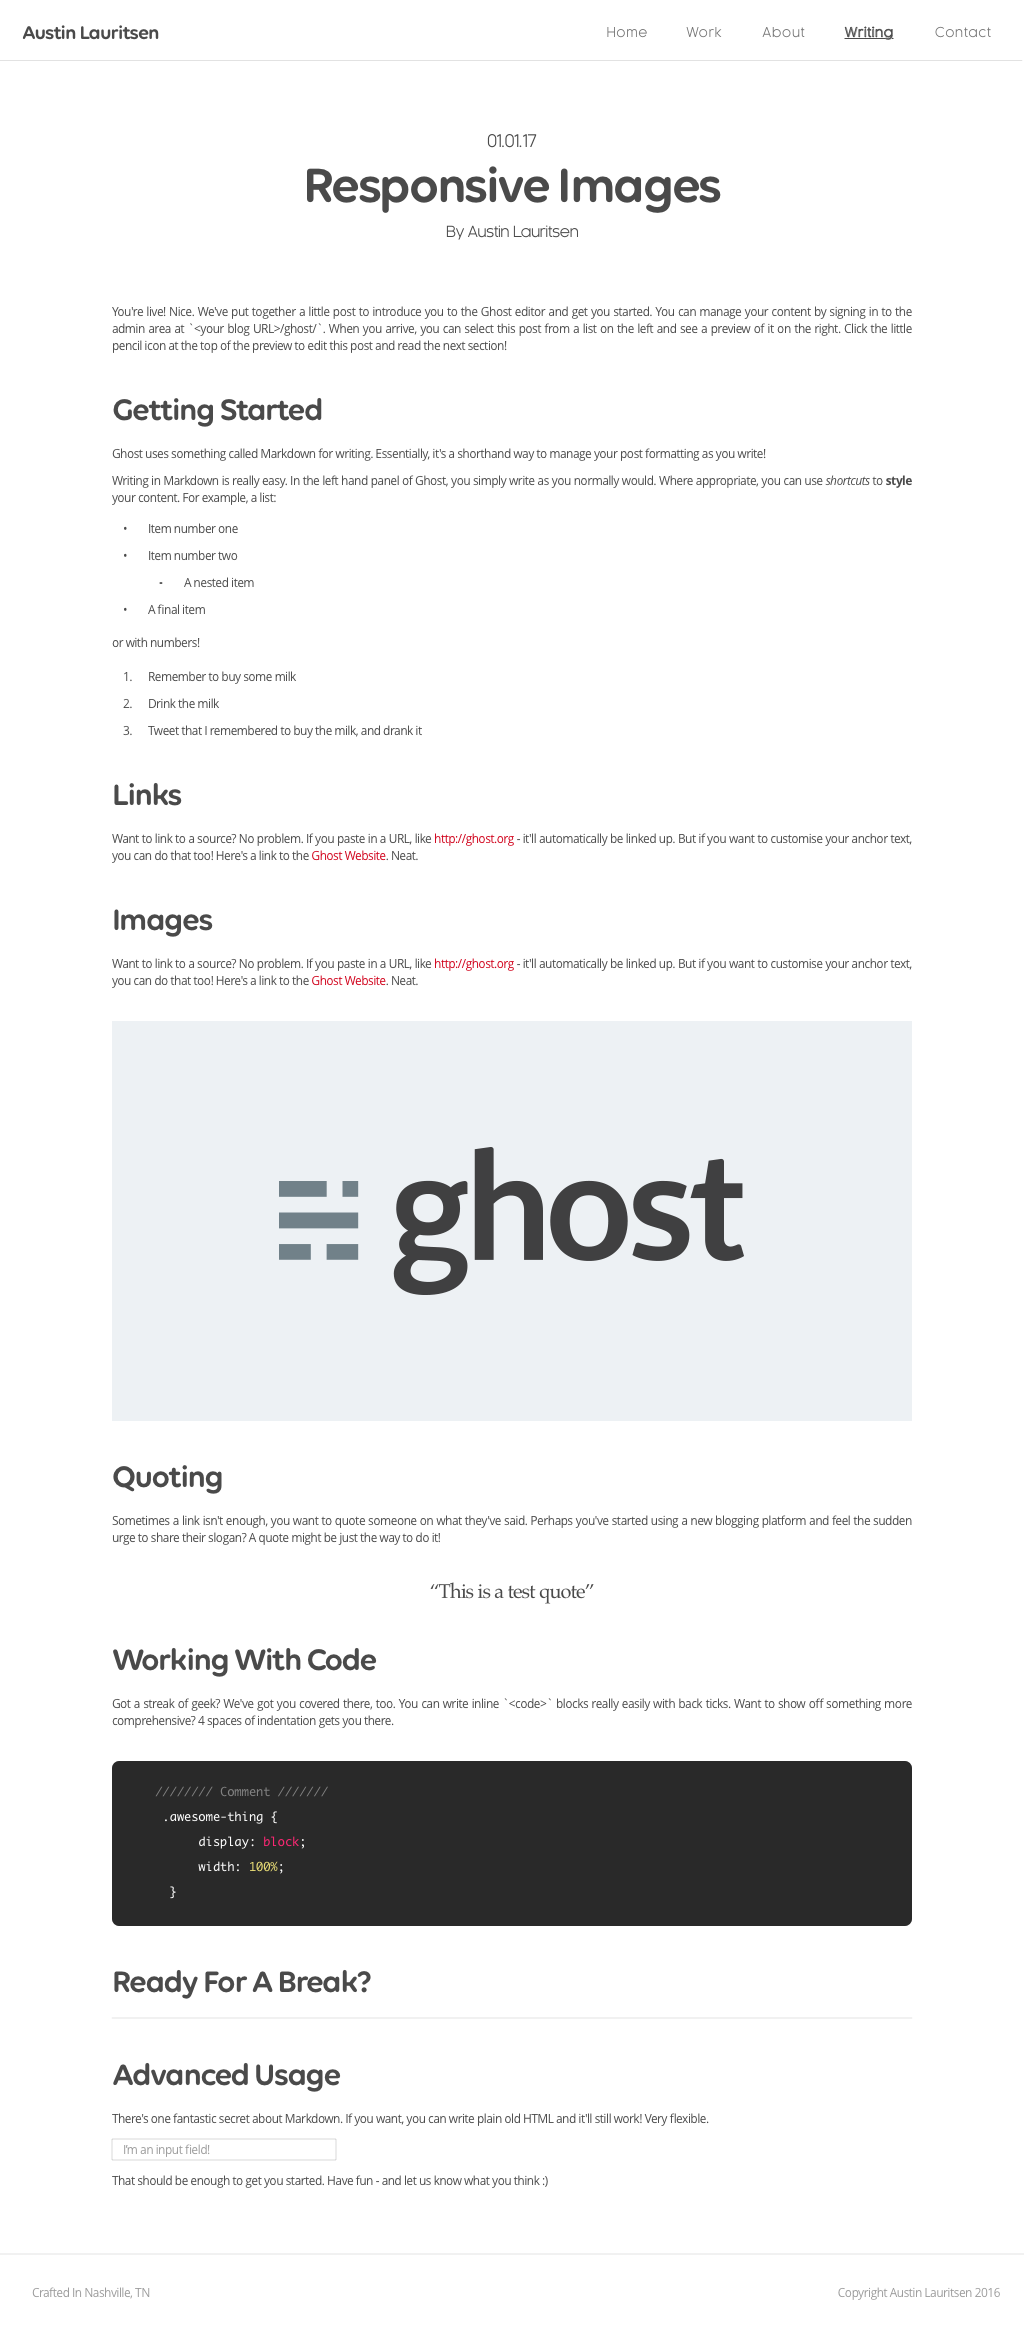 Austin Lauritsen
Home Work About Writing Contact
01.01.17
Responsive Images
By Austin Lauritsen
You're live! Nice. We've put together a little post to introduce you to the Ghost editor and get you started. You can manage your content by signing in to the
admin area at `<your blog URL>/ghost/`. When you arrive, you can select this post from a list on the left and see a preview of it on the right. Click the little
pencil icon at the top of the preview to edit this post and read the next section!
Getting Started
Ghost uses something called Markdown for writing. Essentially, it's a shorthand way to manage your post formatting as you write!
Writing in Markdown is really easy. In the left hand panel of Ghost, you simply write as you normally would. Where appropriate, you can use shortcuts to style
your content. For example, a list:
• Item number one
• Item number two
- A nested item
• A final item
or with numbers!
1. Remember to buy some milk
2. Drink the milk
3. Tweet that I remembered to buy the milk, and drank it
Links
Want to link to a source? No problem. If you paste in a URL, like http://ghost.org - it'll automatically be linked up. But if you want to customise your anchor text,
you can do that too! Here's a link to the Ghost Website. Neat.
Images
Want to link to a source? No problem. If you paste in a URL, like http://ghost.org - it'll automatically be linked up. But if you want to customise your anchor text,
you can do that too! Here's a link to the Ghost Website. Neat.
ghost
Quoting
Sometimes a link isn't enough, you want to quote someone on what they've said. Perhaps you've started using a new blogging platform and feel the sudden
urge to share their slogan? A quote might be just the way to do it!
“This is a test quote”
Working With Code
Got a streak of geek? We've got you covered there, too. You can write inline `<code>` blocks really easily with back ticks. Want to show off something more
comprehensive? 4 spaces of indentation gets you there.
//////// Comment ///////
.awesome-thing {
display: block;
width: 100%;
}
Ready For A Break?
Advanced Usage
There's one fantastic secret about Markdown. If you want, you can write plain old HTML and it'll still work! Very flexible.
I'm an input field!
That should be enough to get you started. Have fun - and let us know what you think :)
Crafted In Nashville, TN
Copyright Austin Lauritsen 2016